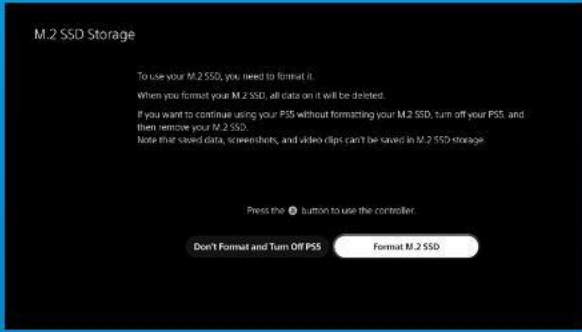 M.2 SSD Storage
To use your M.2 SSD, you need to format it.
When you format your M.2 SSD, all data on it will be deleted.
If you want to continue using your PS5 without formatting your M.2 SSD, turn off your PS5, and
then remove your M.2 SSD.
Note that saved data, screenshots, and video clips can't be saved in M.2 SSD storage.
Press the button to use the controller.
Don't Format and Turn Off PS5
Format M.2 SSD